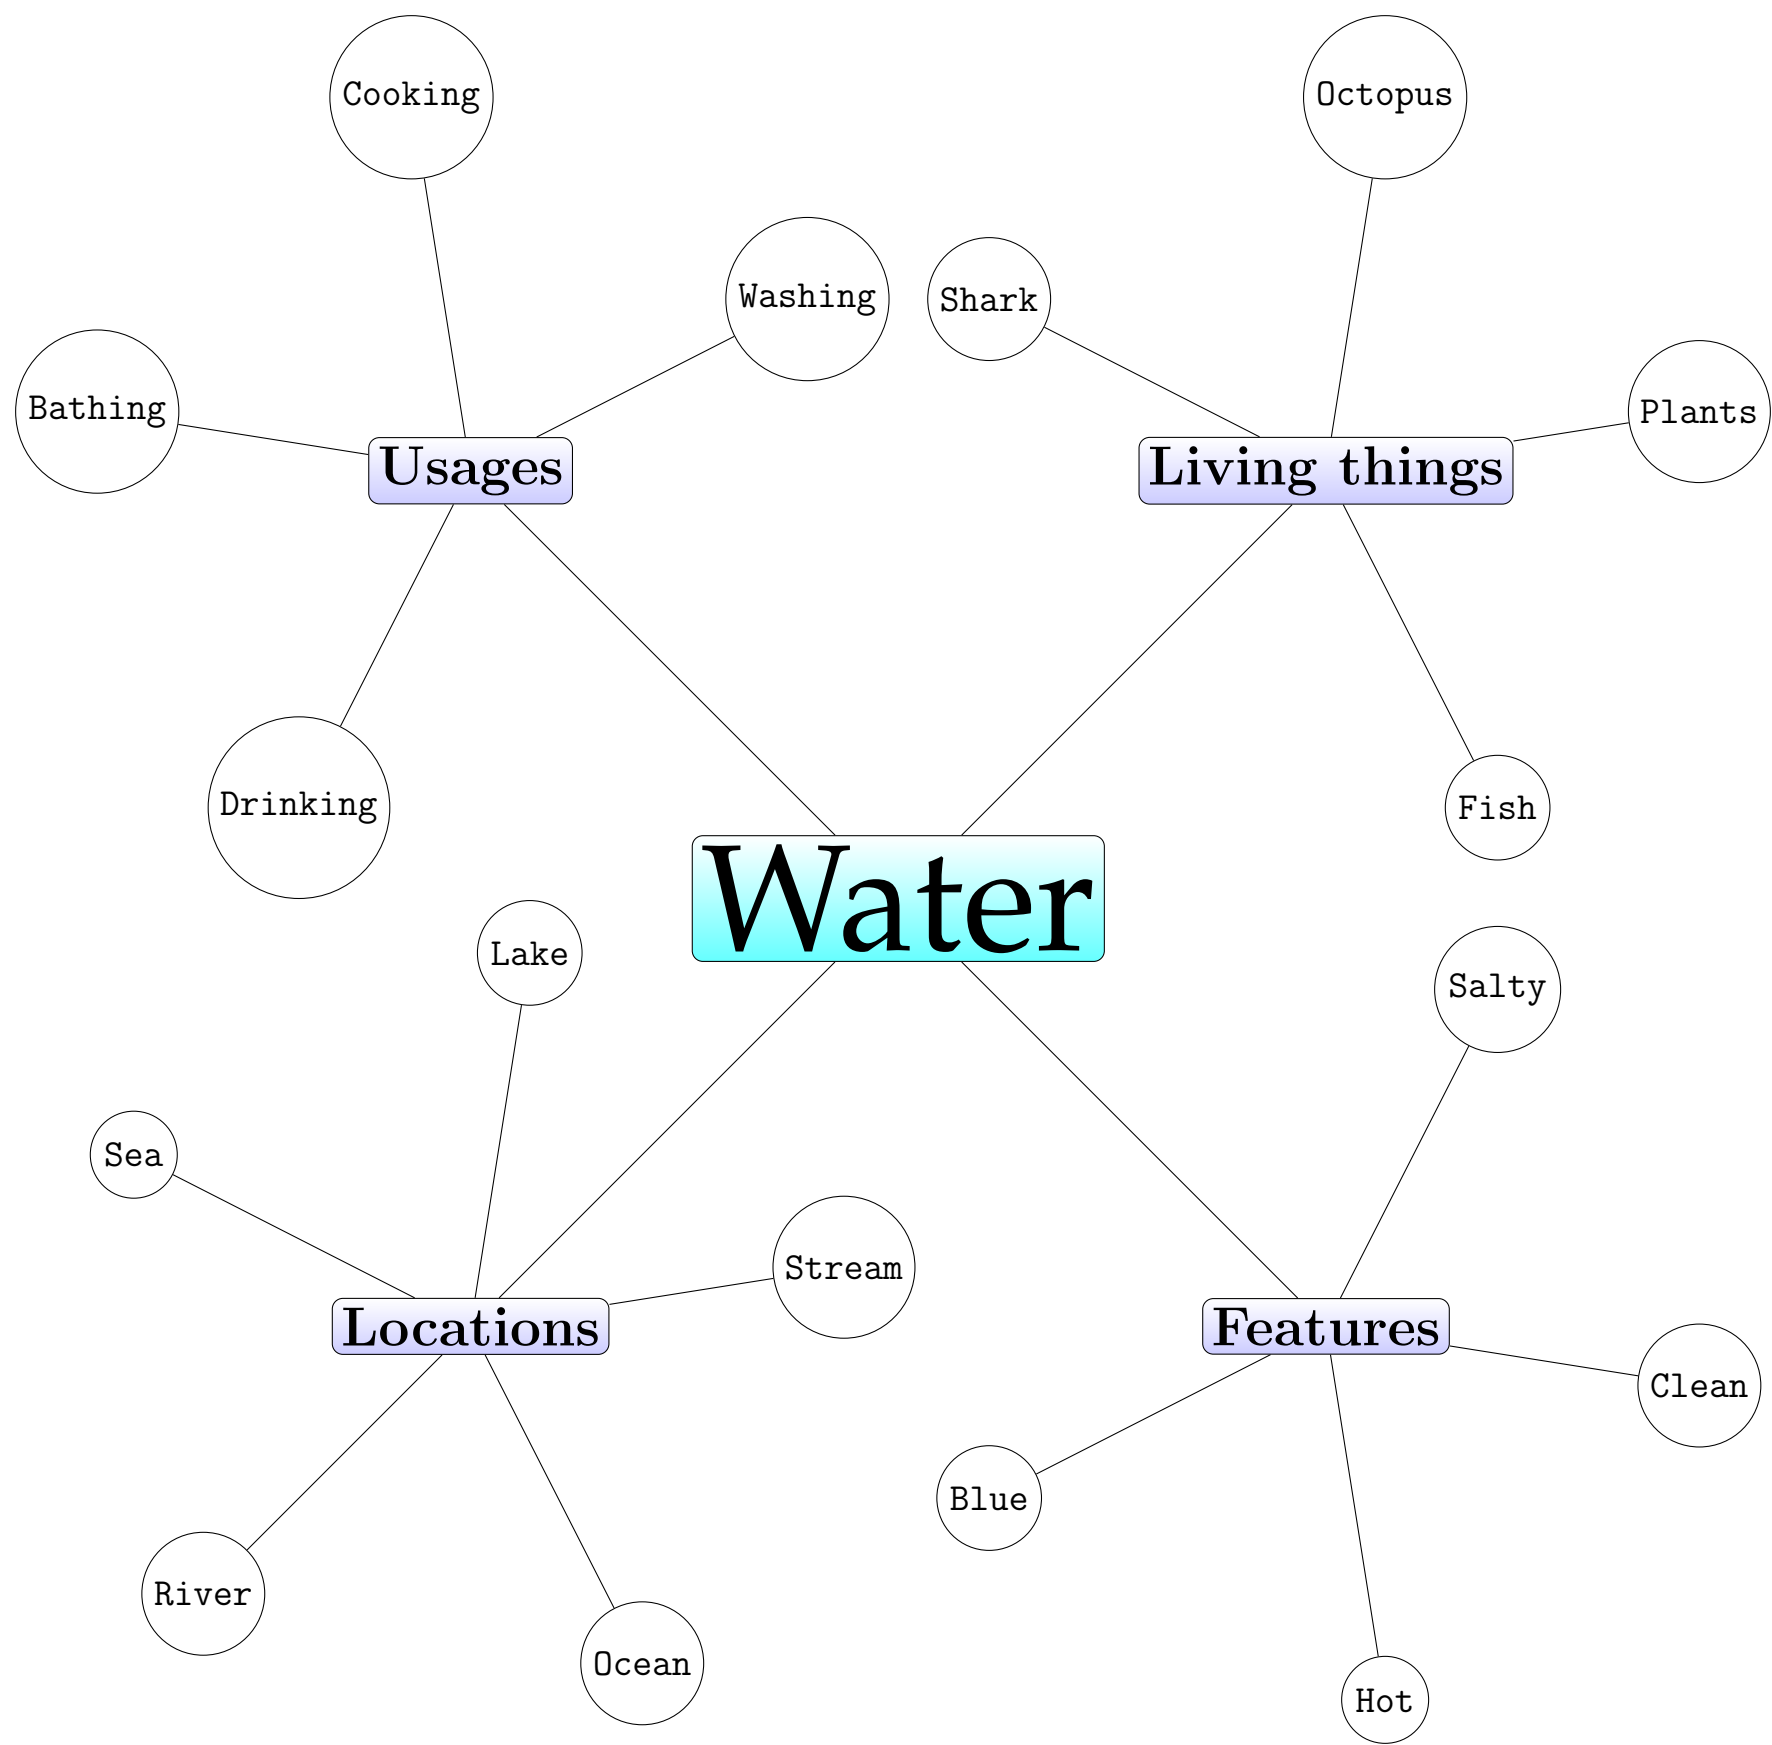 Cooking
Octopus
Washing
Shark
Bathing
Plants
Usages
Living things
Drinking
Fish
Water
Lake
Salty
Sea
Stream
Locations
Features
Clean
Blue
River
Ocean
Hot